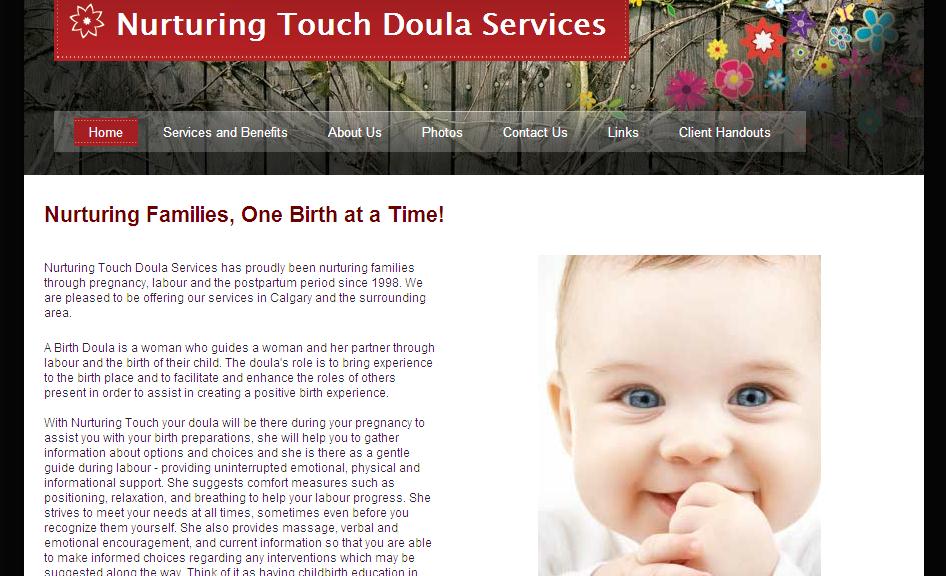 Nurturing Touch Doula Services
Home Services and Benefits About Us Photos Contact Us Links Client Handouts
Nurturing Families, One Birth at a Time!
Nurturing Touch Doula Services has proudly been nurturing families
through pregnancy, labour and the postpartum period since 1998. We
are pleased to be offering our services in Calgary and the surrounding
area.
A Birth Doula is a woman who guides a woman and her partner through
labour and the birth of their child. The doula's role is to bring experience
to the birth place and to facilitate and enhance the roles of others
present in order to assist in creating a positive birth experience.
With Nurturing Touch your doula will be there during your pregnancy to
assist you with your birth preparations, she will help you to gather
information about options and choices and she is there as a gentle
guide during labour - providing uninterrupted emotional, physical and
informational support. She suggests comfort measures such as
positioning, relaxation, and breathing to help your labour progress. She
strives to meet your needs at all times, sometimes even before you
recognize them yourself. She also provides massage, verbal and
emotional encouragement, and current information so that you are able
to make informed choices regarding any interventions which may be
suggested along the way. Think of it as having childbirth education in